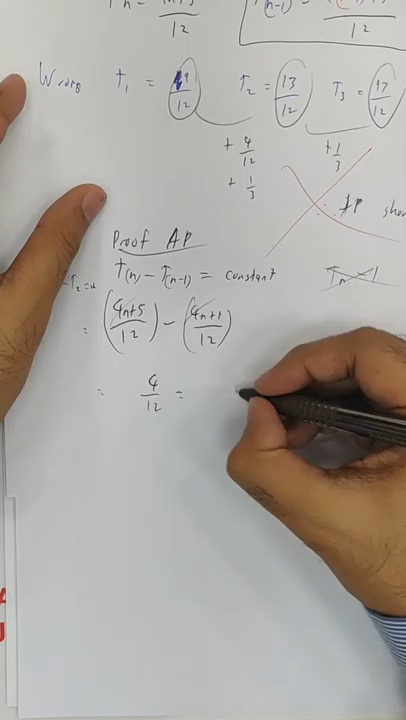 12
12
Wrong T₁ = 9/12 T₂ = 13/12 T₃ = 17/12
+ 4/12 + 1/3
+ 1/3
AP show
Proof AP
T(n) - T(n-1) = constant
= (4n+5/12) - (4n+1/12)
= 4/12 =